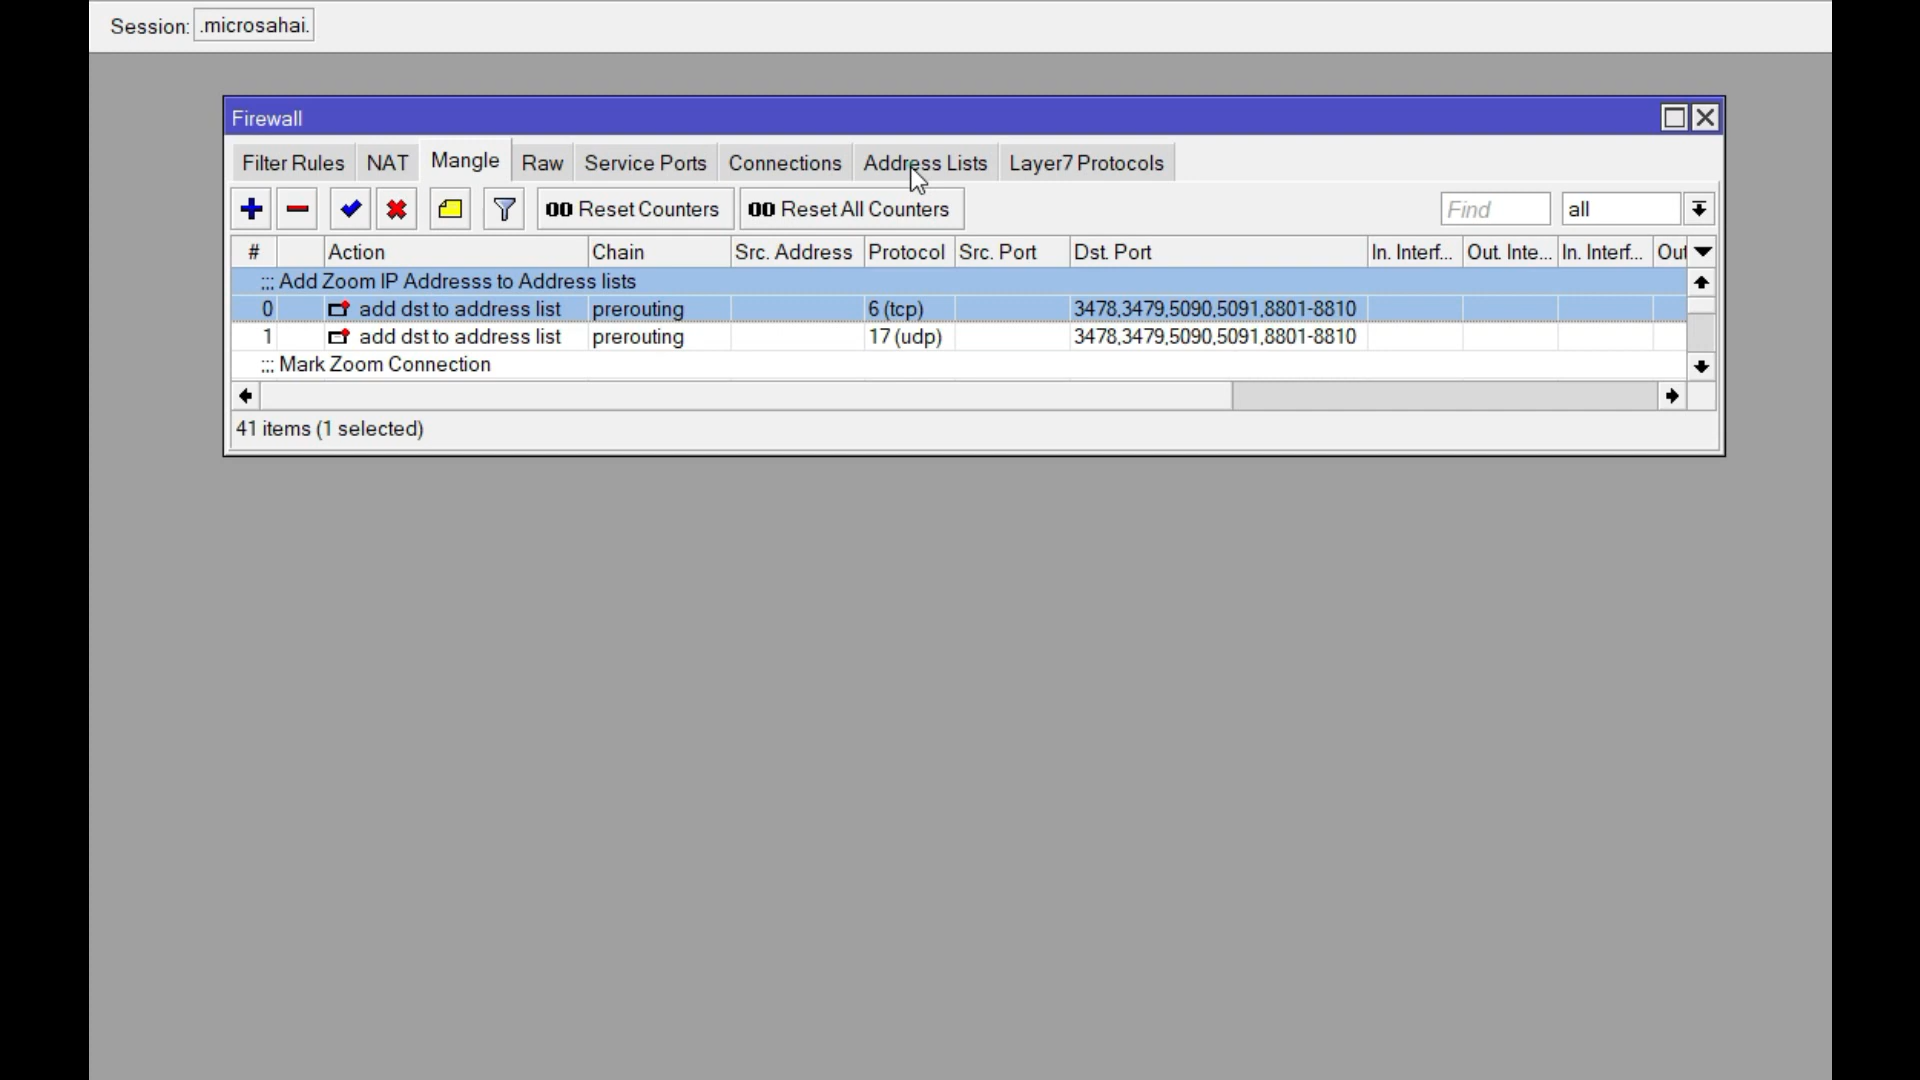 Session: .microsahai.
Firewall
Filter Rules NAT Mangle Raw Service Ports Connections Address Lists Layer7 Protocols
00 Reset Counters 00 Reset All Counters Find all
# Action Chain Src. Address Protocol Src. Port Dst. Port In. Interf... Out. Inte... In. Interf... Out
::: Add Zoom IP Addresss to Address lists
0 add dst to address list prerouting 6 (tcp) 3478,3479,5090,5091,8801-8810
1 add dst to address list prerouting 17 (udp) 3478,3479,5090,5091,8801-8810
::: Mark Zoom Connection
41 items (1 selected)